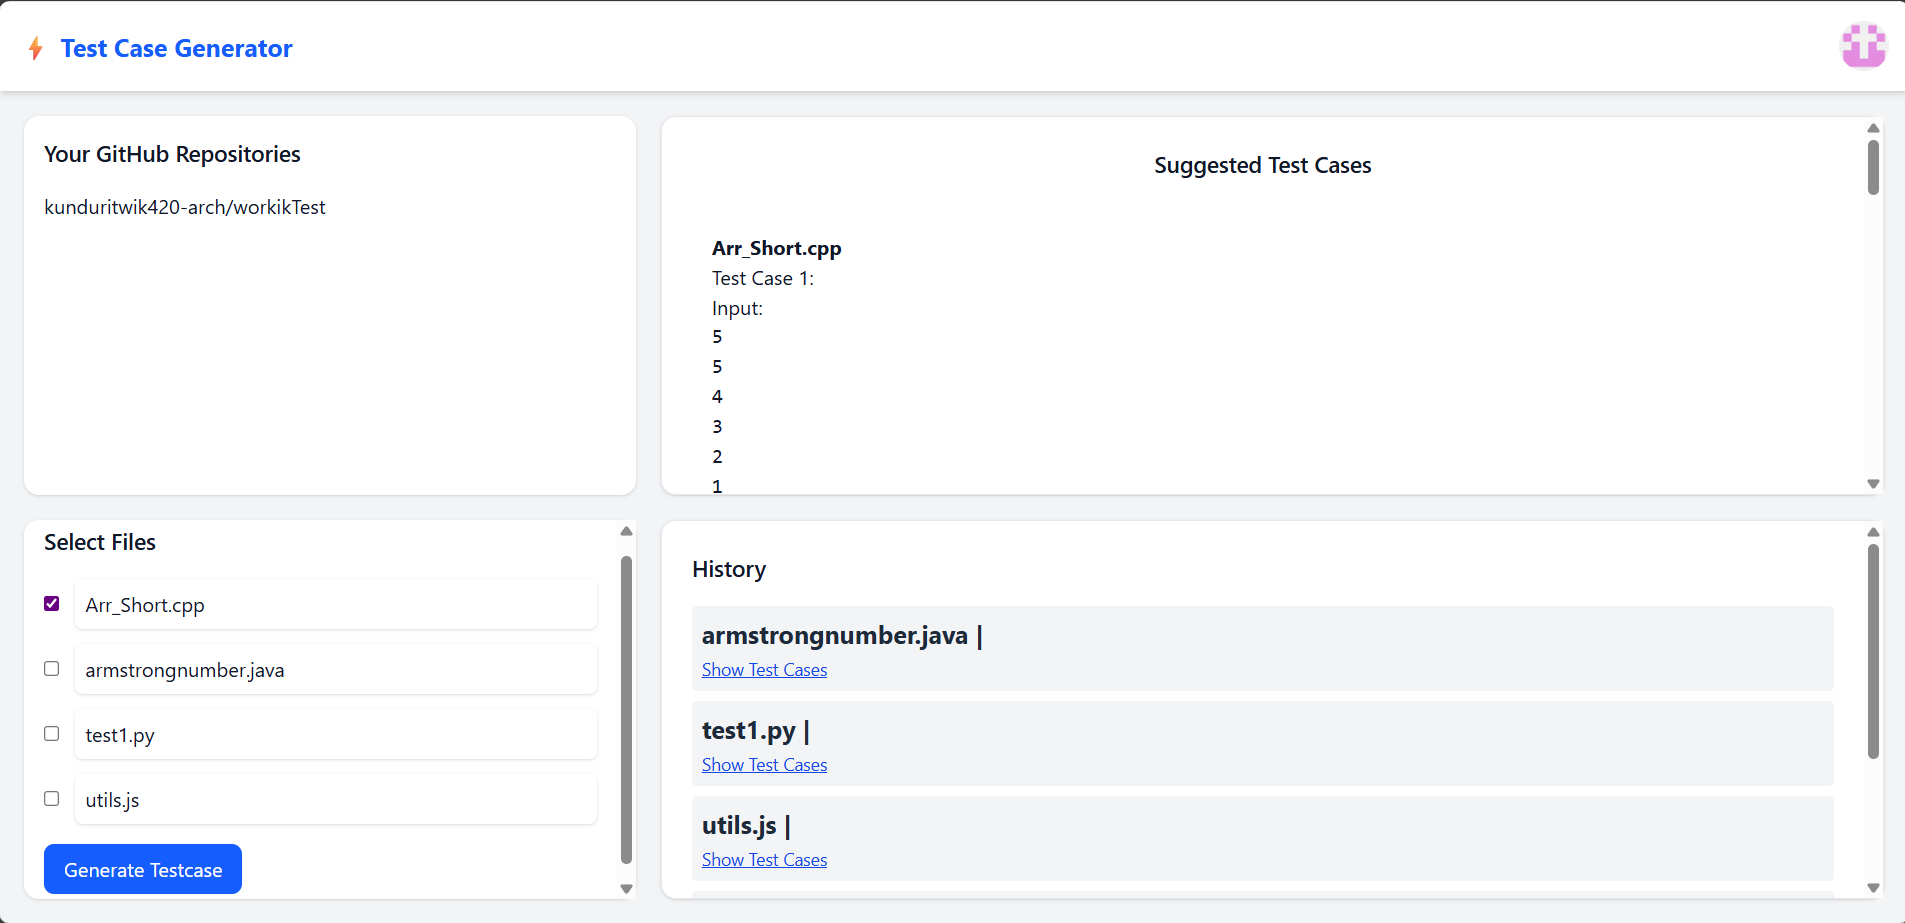 Test Case Generator
Your GitHub Repositories
kunduritwik420-arch/workikTest
Suggested Test Cases
Arr_Short.cpp
Test Case 1:
Input:
5
5
4
3
2
1
Select Files
Arr_Short.cpp
armstrongnumber.java
test1.py
utils.js
Generate Testcase
History
armstrongnumber.java |
Show Test Cases
test1.py |
Show Test Cases
utils.js |
Show Test Cases